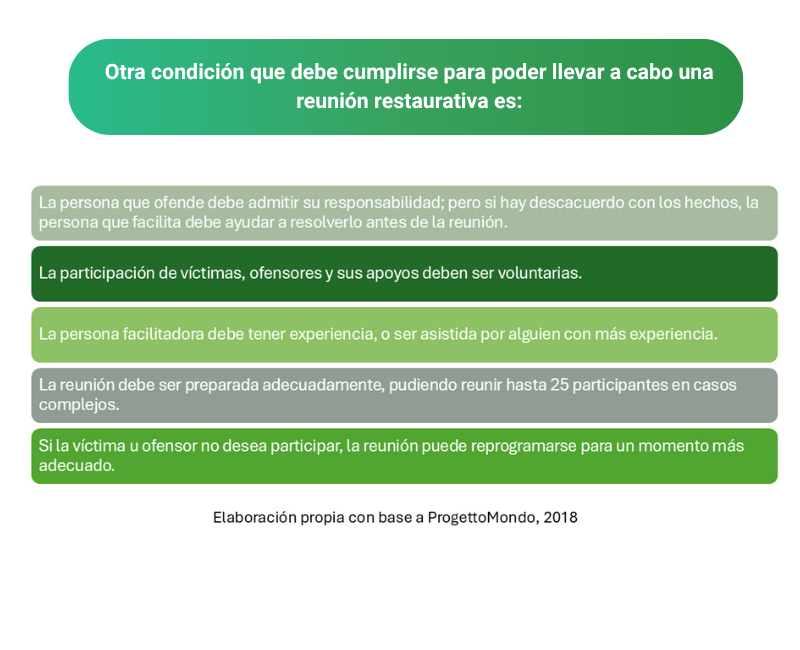 Otra condición que debe cumplirse para poder llevar a cabo una
reunión restaurativa es:
La persona que ofende debe admitir su responsabilidad; pero si hay descacuerdo con los hechos, la
persona que facilita debe ayudar a resolverlo antes de la reunión.
La participación de víctimas, ofensores y sus apoyos deben ser voluntarias.
La persona facilitadora debe tener experiencia, o ser asistida por alguien con más experiencia.
La reunión debe ser preparada adecuadamente, pudiendo reunir hasta 25 participantes en casos
complejos.
Si la víctima u ofensor no desea participar, la reunión puede reprogramarse para un momento más
adecuado.
Elaboración propia con base a ProgettoMondo, 2018